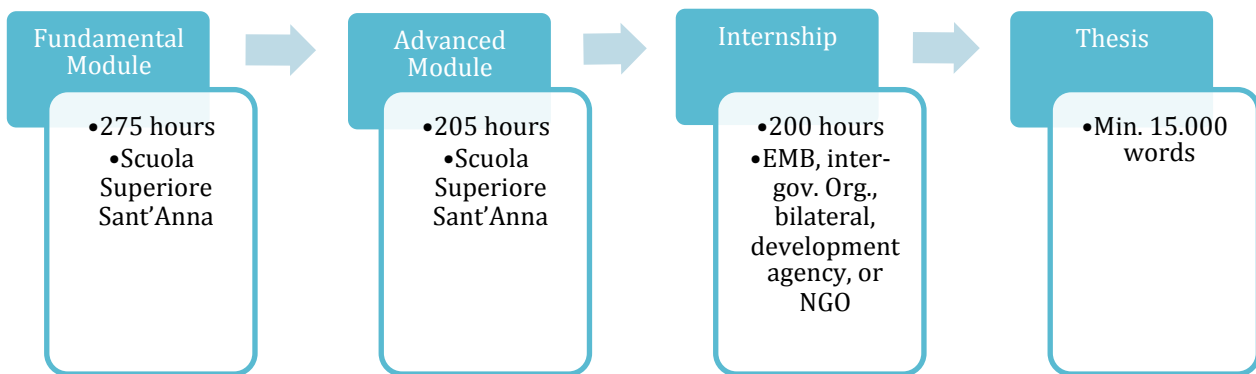 Fundamental
Module
•275 hours
•Scuola
Superiore
Sant’Anna
Advanced
Module
•205 hours
•Scuola
Superiore
Sant’Anna
Internship
•200 hours
•EMB, inter-
gov. Org.,
bilateral,
development
agency, or
NGO
Thesis
•Min. 15.000
words